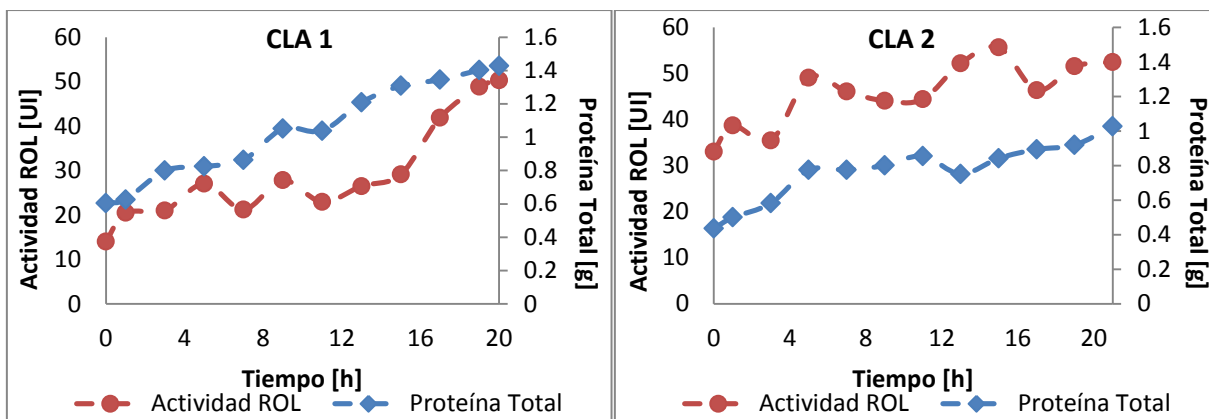 CLA 1
Actividad ROL [UI]
60
50
40
30
20
10
0
1.6
1.4
1.2
1
0.8
0.6
0.4
0.2
0
Proteína Total [g]
0 4 8 12 16 20
Tiempo [h]
Actividad ROL Proteína Total
CLA 2
Actividad ROL [UI]
60
50
40
30
20
10
0
1.6
1.4
1.2
1
0.8
0.6
0.4
0.2
0
Proteína Total [g]
0 4 8 12 16 20
Tiempo [h]
Actividad ROL Proteína Total